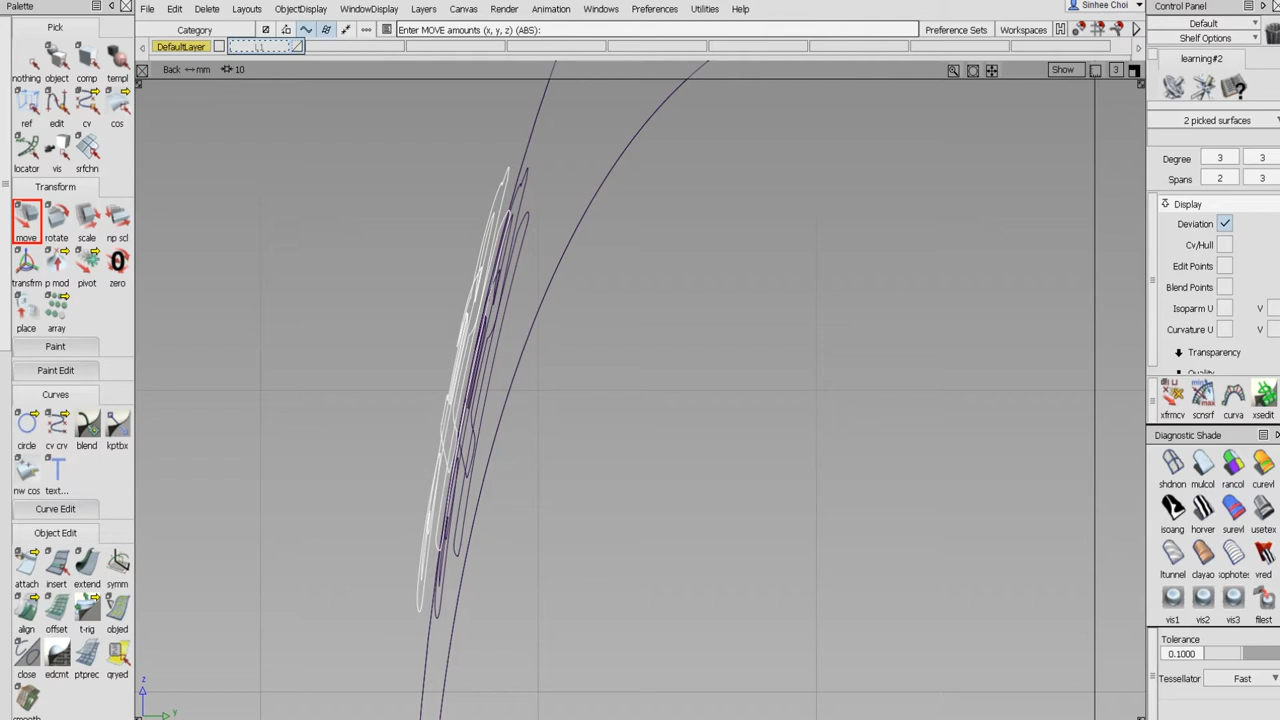 Palette
Edit Delete Layouts ObjectDisplay WindowDisplay Layers Canvas Render Animation Windows Preferences Utilities Help
Sinhee Choi
Control Panel
Category
Enter MOVE amounts (x, y, z) (ABS):
Preference Sets Workspaces
Default
Shelf Options
DefaultLayer
L1
Back mm 10
Show
3
Pick
nothing object comp templ
ref edit cv cos
locator vis srfchn
Transform
move rotate scale np scl
transfrm p mod pivot zero
place array
Paint
Paint Edit
Curves
circle cv crv blend kptbx
nw cos text...
Curve Edit
Object Edit
attach insert extend symm
align offset t-rig objed
close edcmt ptprec qryed
smooth
learning#2
2 picked surfaces
Degree 3 3
Spans 2 3
Display
Deviation
Cv/Hull
Edit Points
Blend Points
Isoparm U V
Curvature U V
Transparency
Quality
xfrmcv scnsrf curva xsedit
Diagnostic Shade
shdnon mulcol rancol curevl
isoang horver surevl usetex
ltunnel clayao isophotes vred
vis1 vis2 vis3 filest
Tolerance
0.1000
Tessellator Fast
z
Y